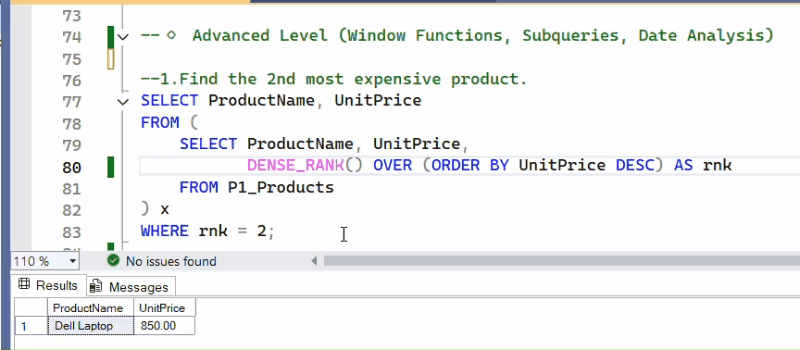 73
74 -- ◇ Advanced Level (Window Functions, Subqueries, Date Analysis)
75
76 --1.Find the 2nd most expensive product.
77 SELECT ProductName, UnitPrice
78 FROM (
79 SELECT ProductName, UnitPrice,
80 DENSE_RANK() OVER (ORDER BY UnitPrice DESC) AS rnk
81 FROM P1_Products
82 ) x
83 WHERE rnk = 2;
110 % No issues found
Results Messages
ProductName UnitPrice
1 Dell Laptop 850.00